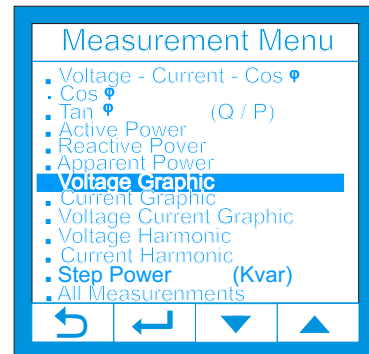 Measurement Menu
Voltage - Current - Cos φ
Cos φ
Tan φ (Q / P)
Active Power
Reactive Pover
Apparent Power
Voltage Graphic
Current Graphic
Voltage Current Graphic
Voltage Harmonic
Current Harmonic
Step Power (Kvar)
All Measurenments